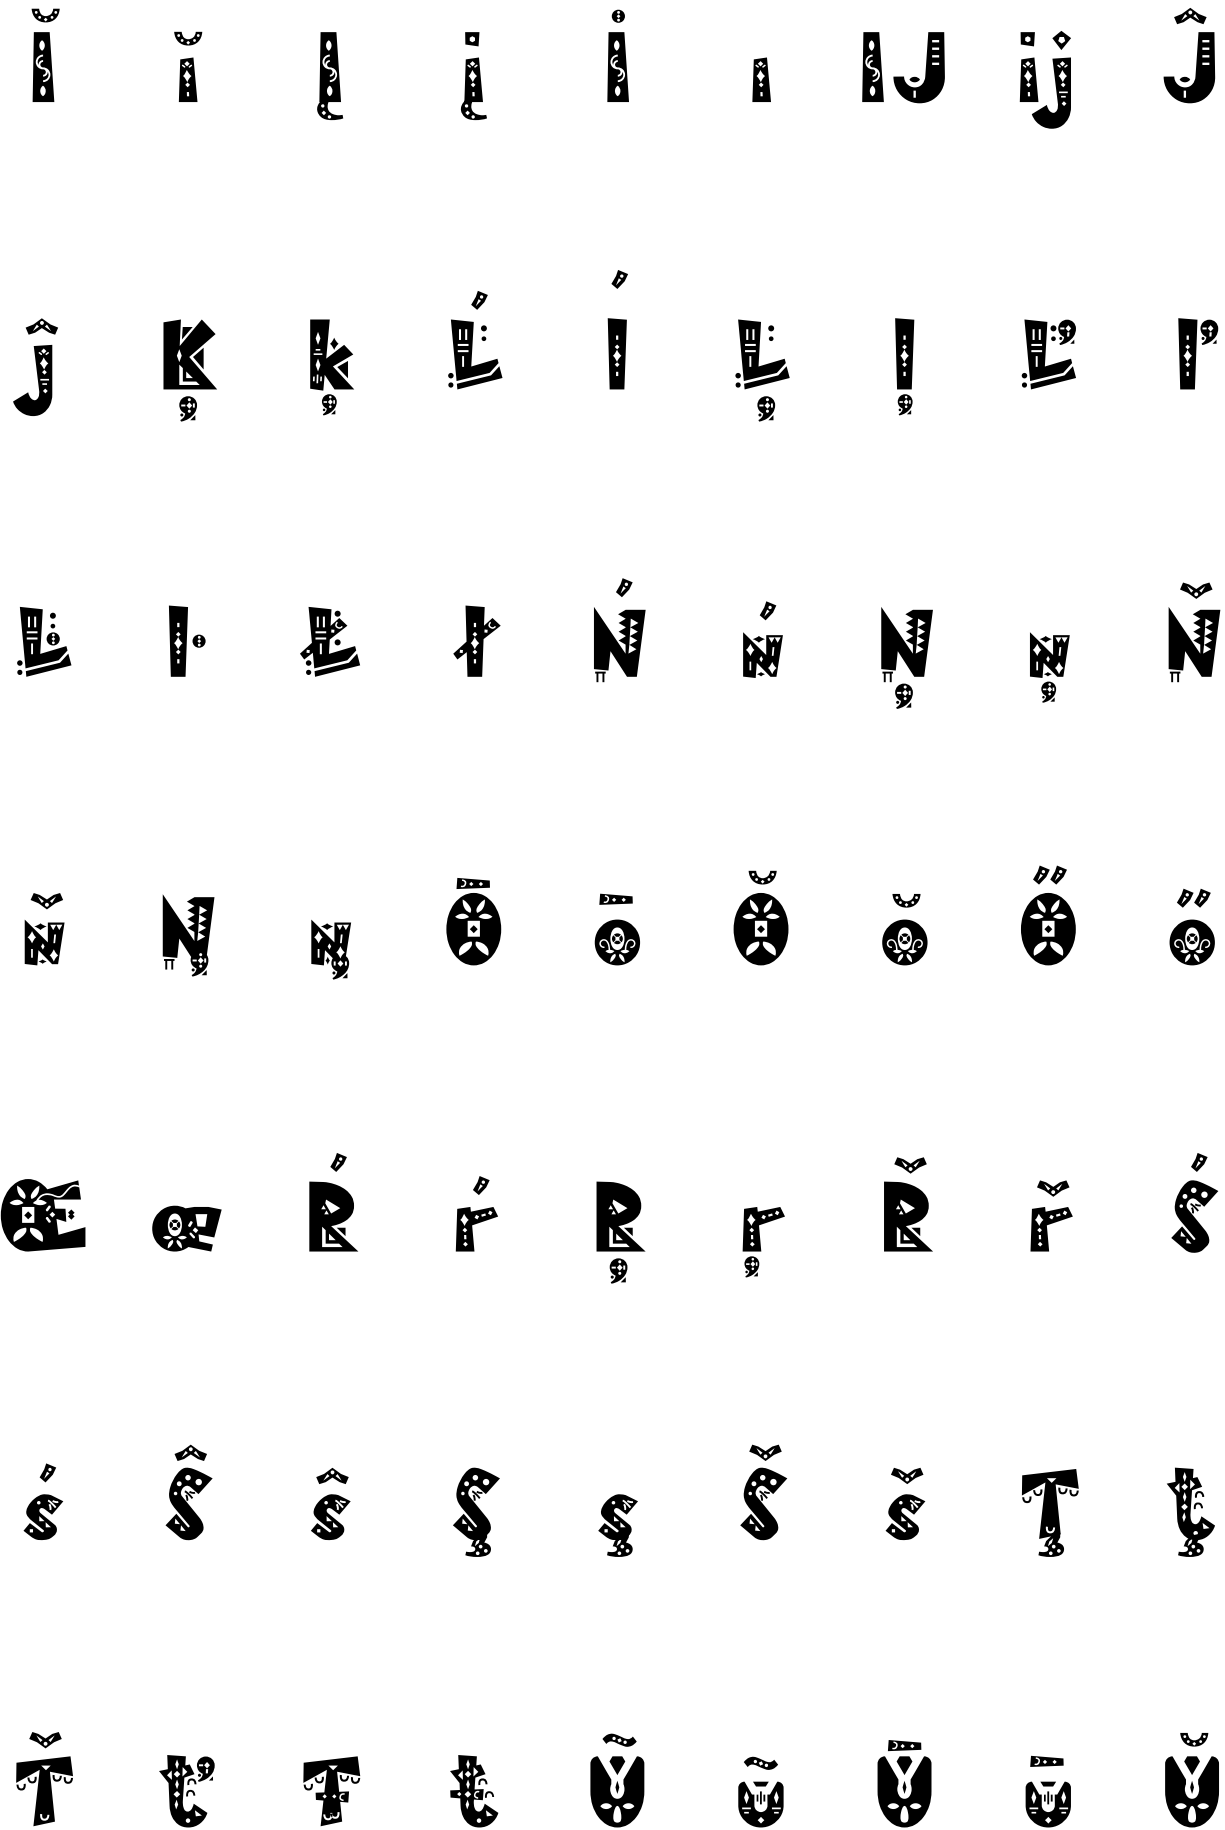 Ĭ ĭ Į į İ ı Ĳ ĳ Ĵ
ĵ Ķ ķ Ĺ ĺ Ļ ļ Ľ ľ
Ŀ ŀ Ł ł Ń ń Ņ ņ Ň
ň Ŋ ŋ Ō ō Ŏ ŏ Ő ő
Œ œ Ŕ ŕ Ŗ ŗ Ř ř Ś
ś Ŝ ŝ Ş ş Š š Ţ ţ
Ť ť Ŧ ŧ Ũ ũ Ū ū Ŭ